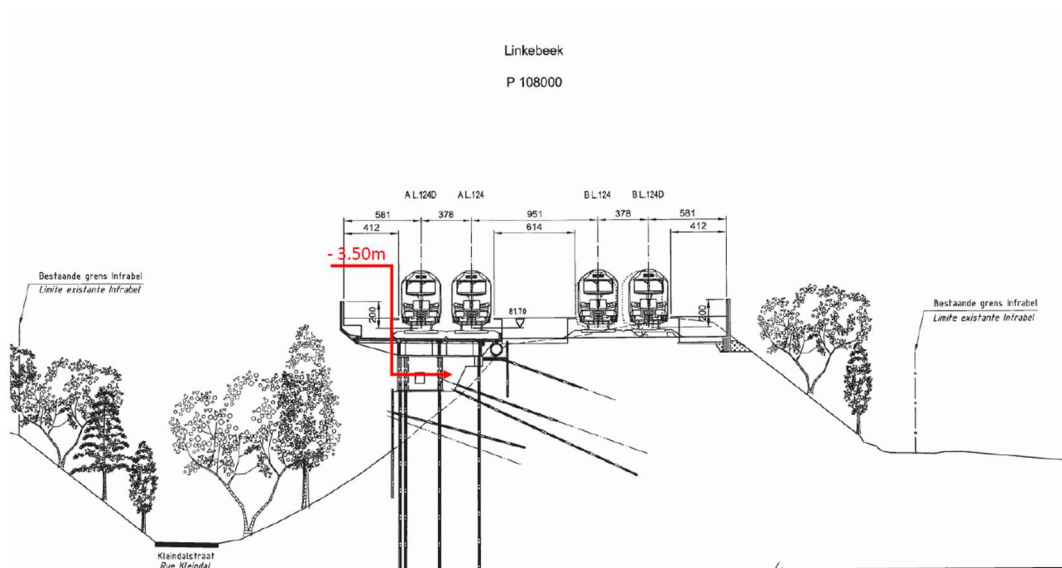 Linkebeek
P 108000
A L.124D
A L.124
B L.124
B L.124D
581
378
951
378
581
412
614
412
- 3.50m
Bestaande grens Infrabel
Limite existante Infrabel
200
81.70
200
Bestaande grens Infrabel
Limite existante Infrabel
Kleindalstraat
Rue Kleindal